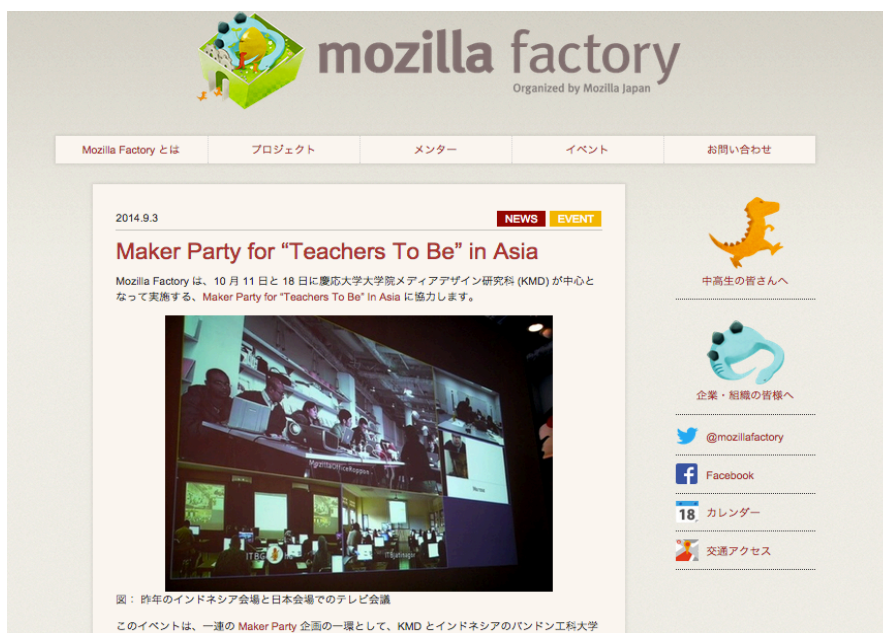 mozilla factory
Organized by Mozilla Japan
Mozilla Factory とは
プロジェクト
メンター
イベント
お問い合わせ
2014.9.3
NEWS
EVENT
Maker Party for “Teachers To Be” in Asia
Mozilla Factory は、10 月 11 日と 18 日に慶応大学大学院メディアデザイン研究科 (KMD) が中心と
なって実施する、Maker Party for "Teachers To Be" In Asia に協力します。
図： 昨年のインドネシア会場と日本会場でのテレビ会議
このイベントは、一連の Maker Party 企画の一環として、KMD とインドネシアのバンドン工科大学
中高生の皆さんへ
企業・組織の皆様へ
@mozillafactory
Facebook
18
カレンダー
交通アクセス